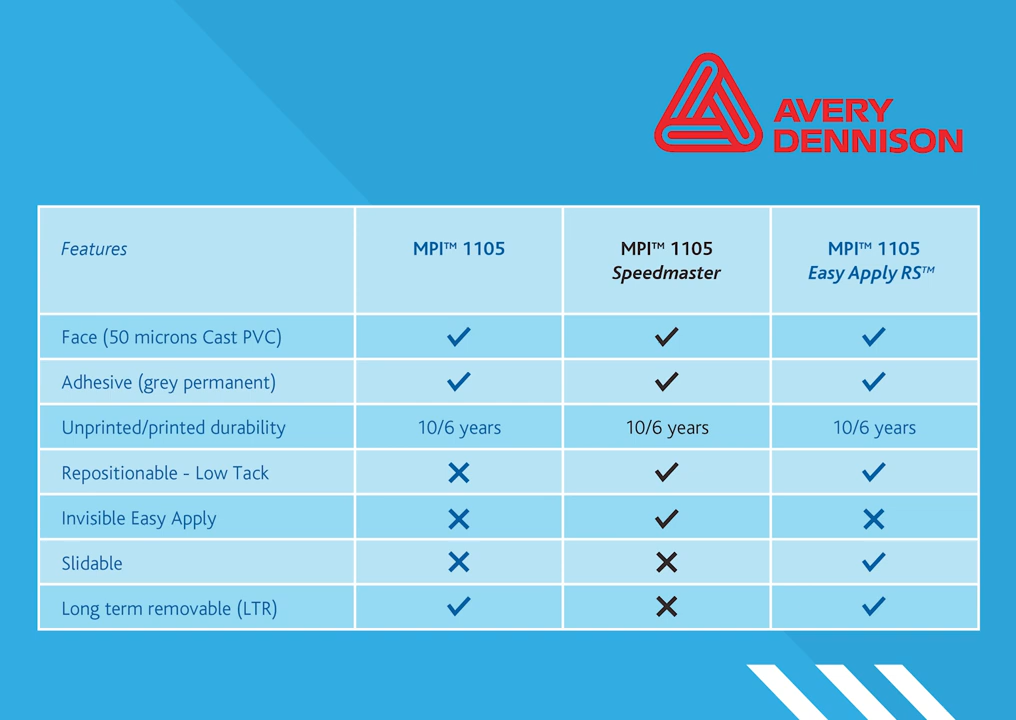 AVERY
DENNISON
Features MPI™ 1105 MPI™ 1105 MPI™ 1105
Speedmaster Easy Apply RS™
Face (50 microns Cast PVC) ✓ ✓ ✓
Adhesive (grey permanent) ✓ ✓ ✓
Unprinted/printed durability 10/6 years 10/6 years 10/6 years
Repositionable - Low Tack ✗ ✓ ✓
Invisible Easy Apply ✗ ✓ ✗
Slidable ✗ ✗ ✓
Long term removable (LTR) ✓ ✗ ✓